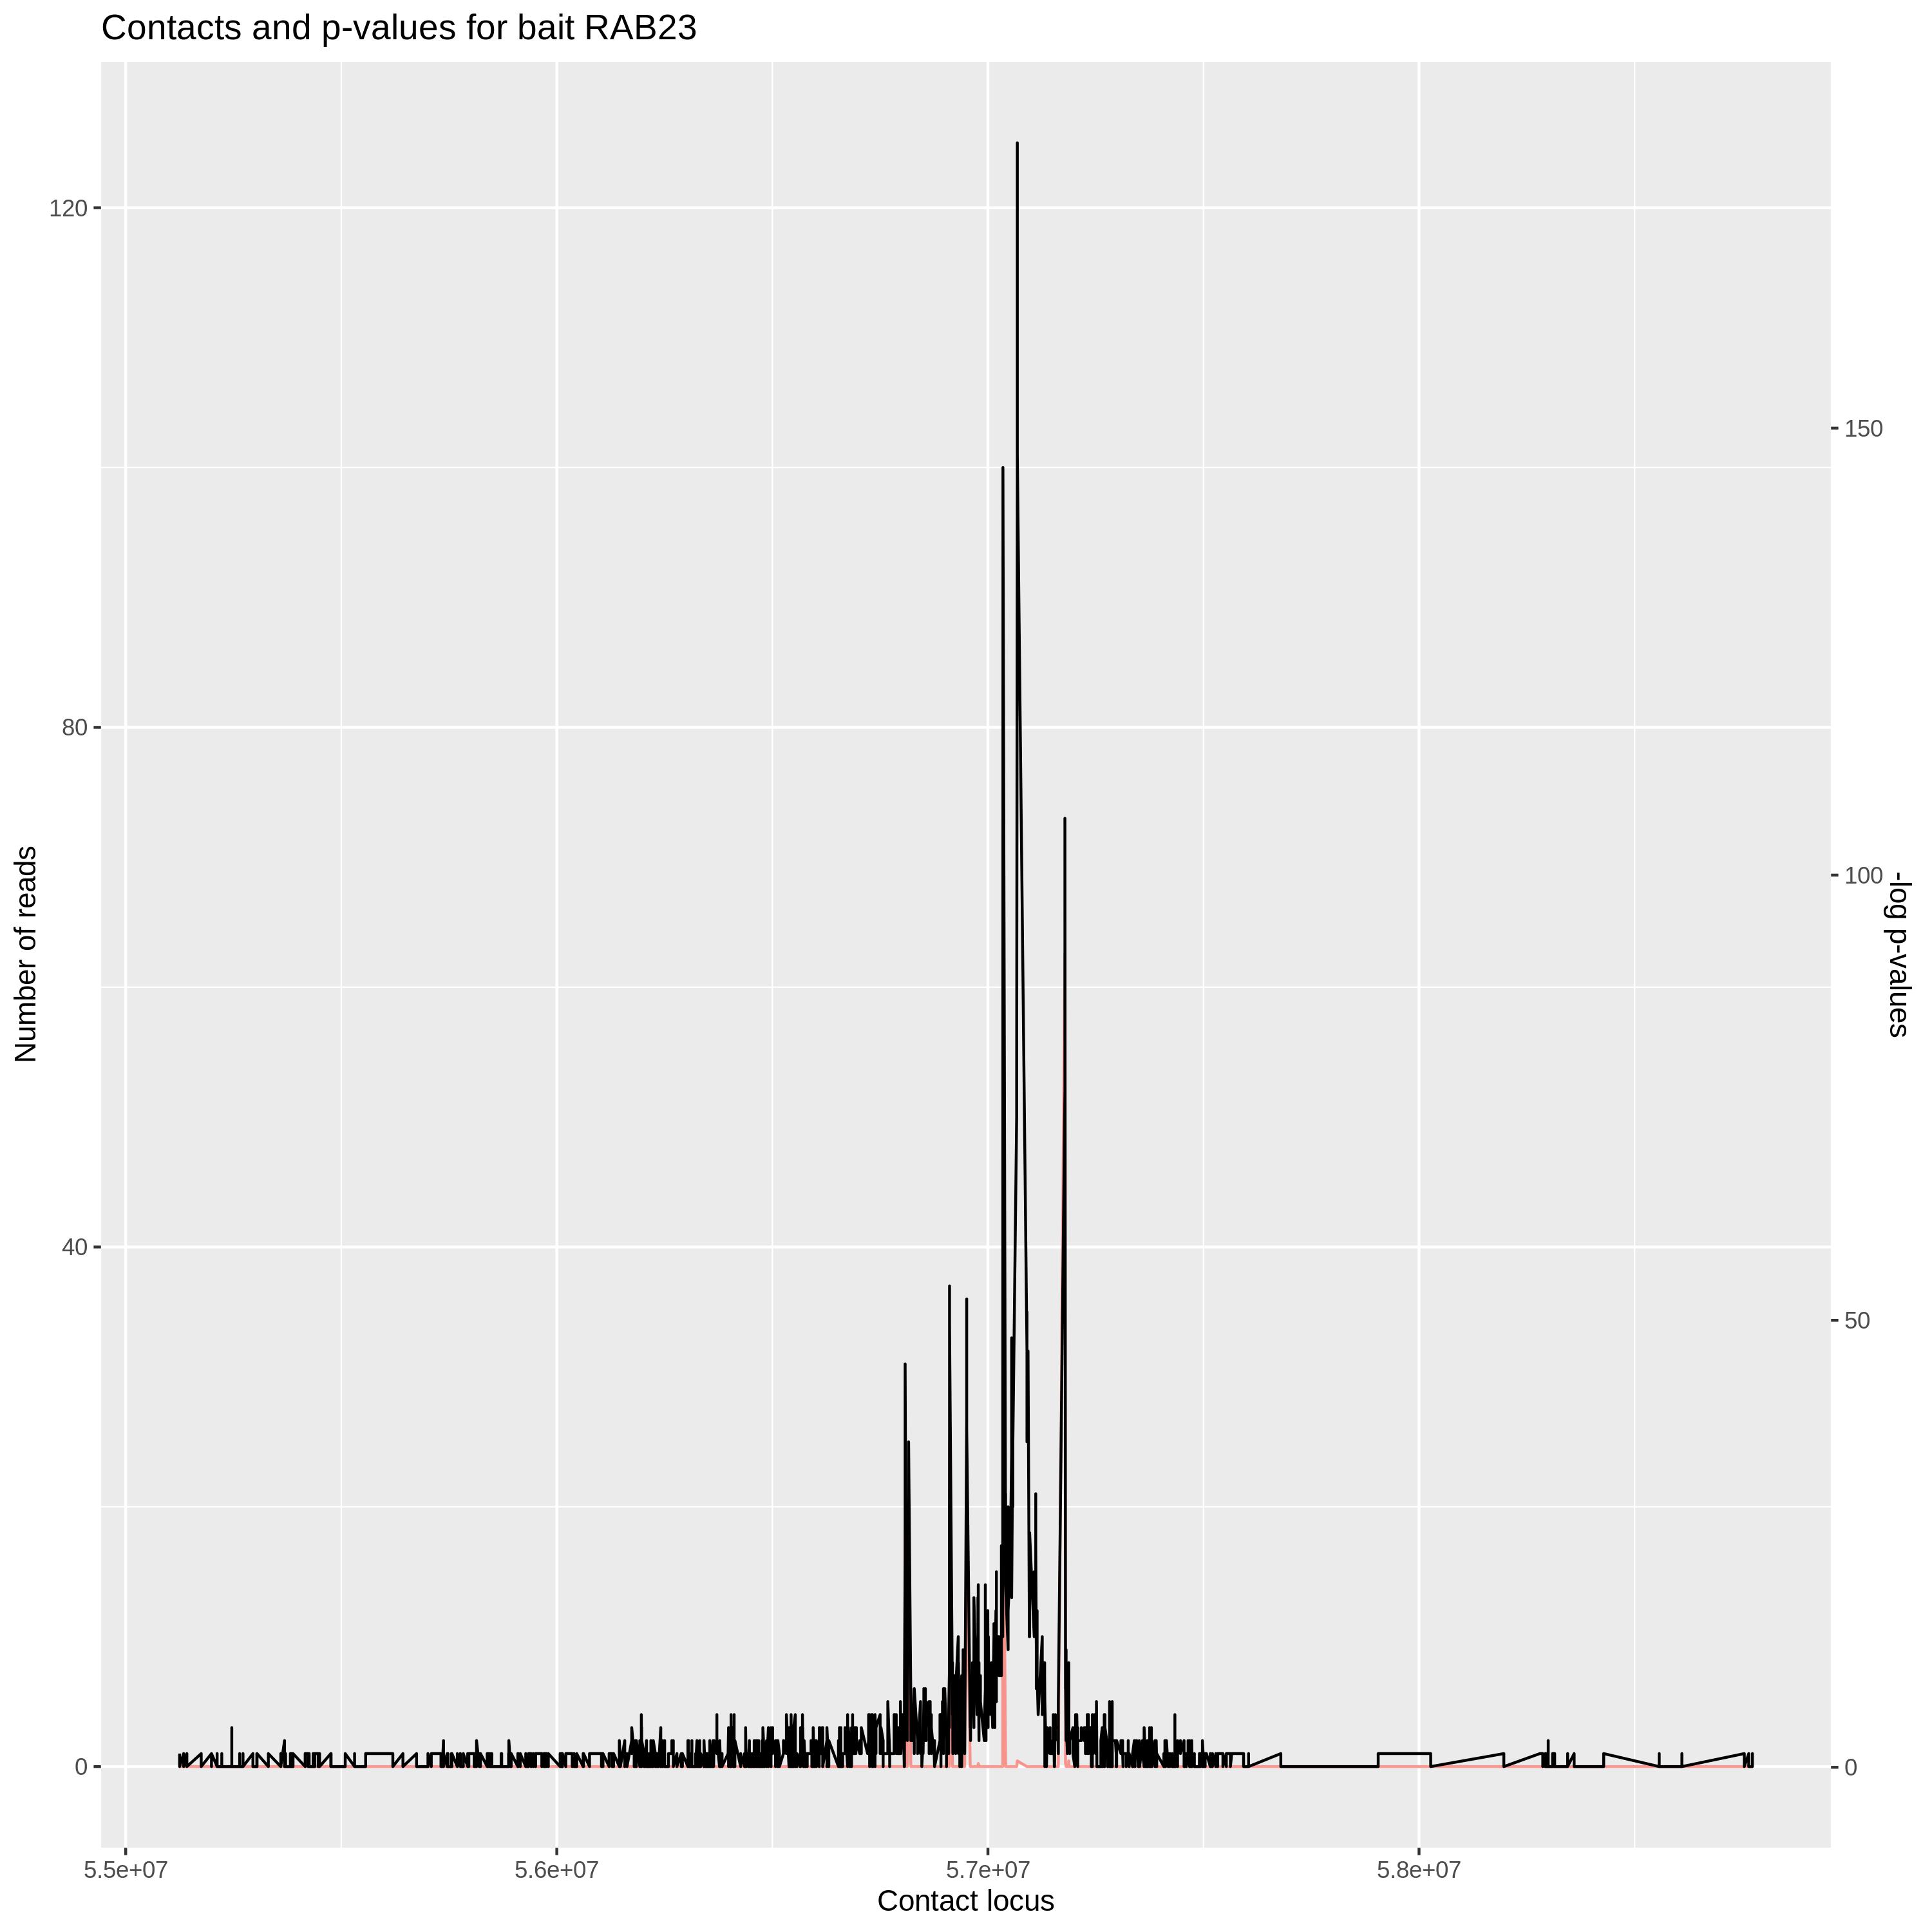 Contacts and p-values for bait RAB23
120
80
40
0
Number of reads
150
100
50
0
-log p-values
5.5e+07
5.6e+07
5.7e+07
5.8e+07
Contact locus